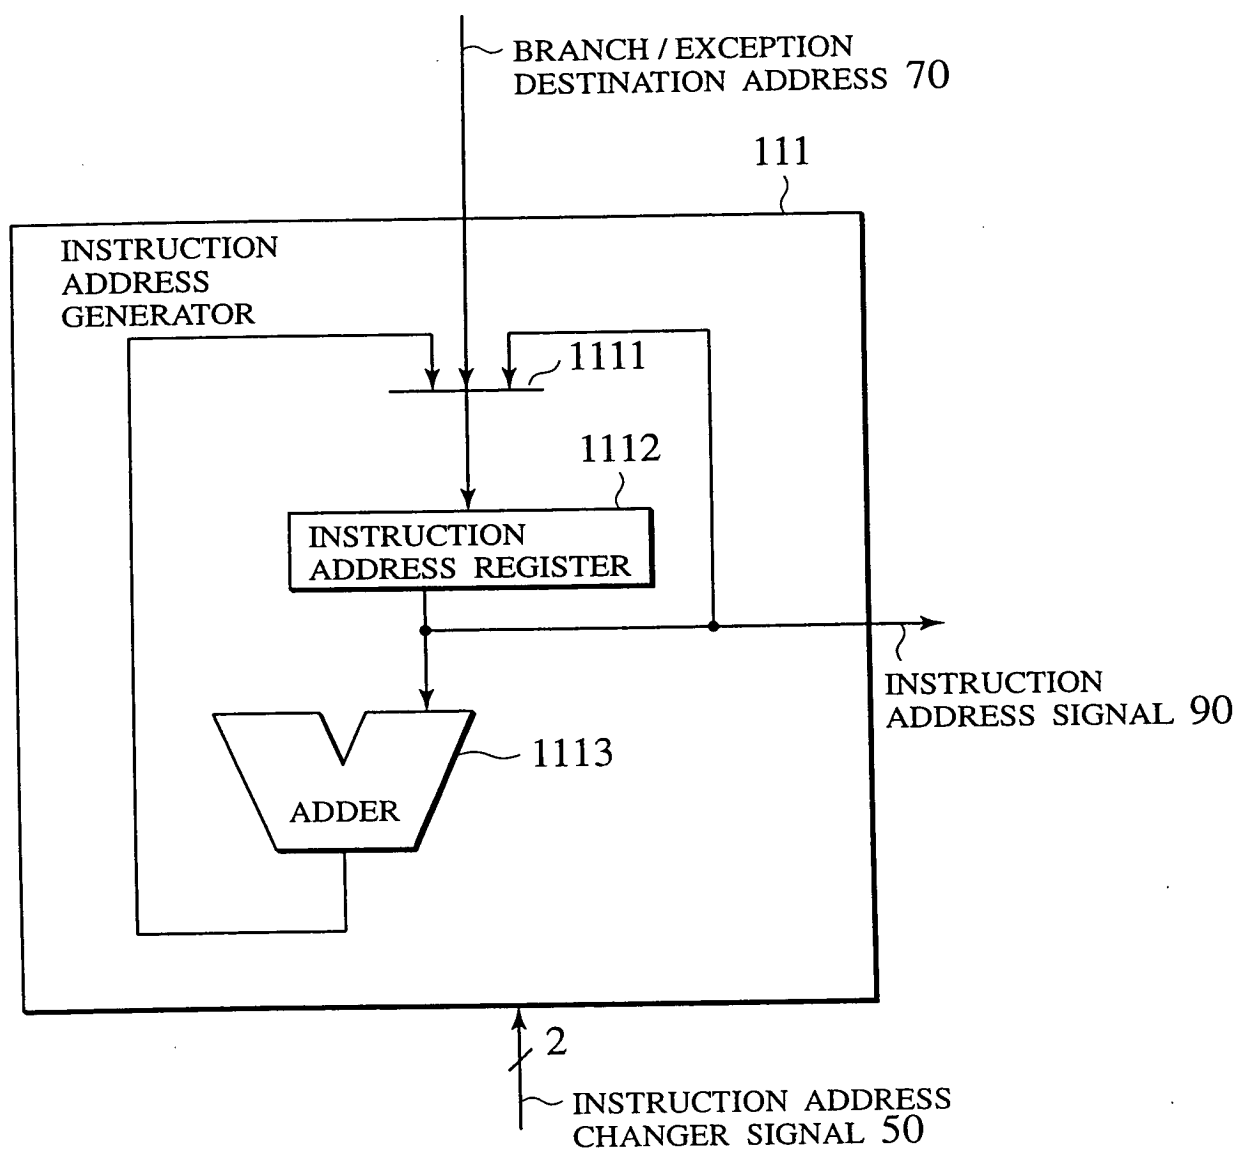 BRANCH / EXCEPTION
DESTINATION ADDRESS 70
111
INSTRUCTION
ADDRESS
GENERATOR
1111
1112
INSTRUCTION
ADDRESS REGISTER
INSTRUCTION
ADDRESS SIGNAL 90
1113
ADDER
2
INSTRUCTION ADDRESS
CHANGER SIGNAL 50